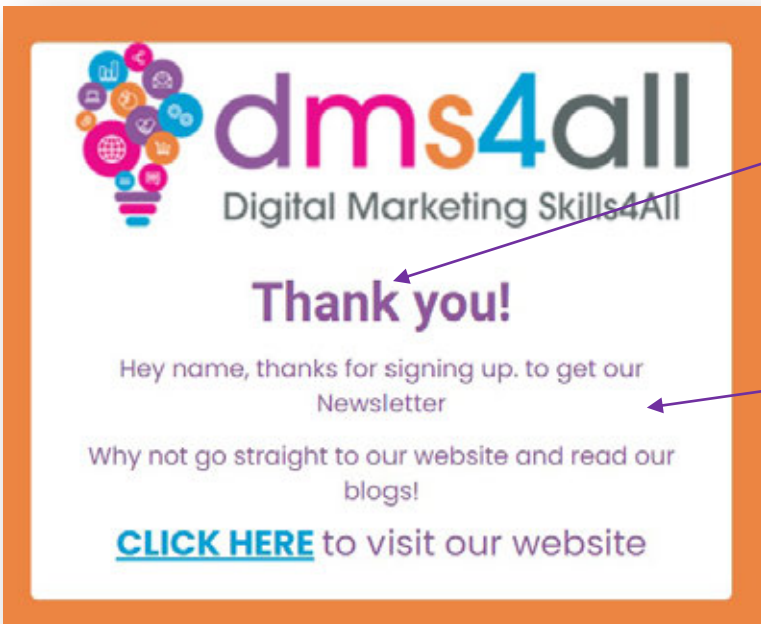 dms4all
Digital Marketing Skills4All
Thank you!
Hey name, thanks for signing up. to get our
Newsletter
Why not go straight to our website and read our
blogs!
CLICK HERE to visit our website